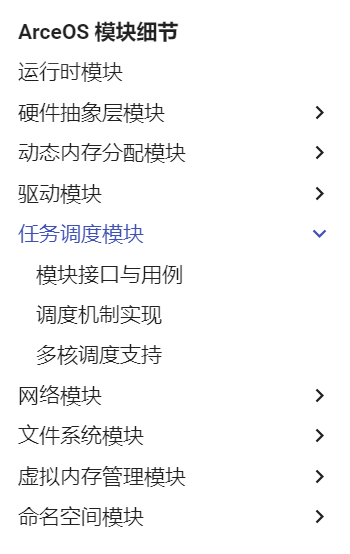 ArceOS 模块细节
运行时模块
硬件抽象层模块
动态内存分配模块
驱动模块
任务调度模块
模块接口与用例
调度机制实现
多核调度支持
网络模块
文件系统模块
虚拟内存管理模块
命名空间模块